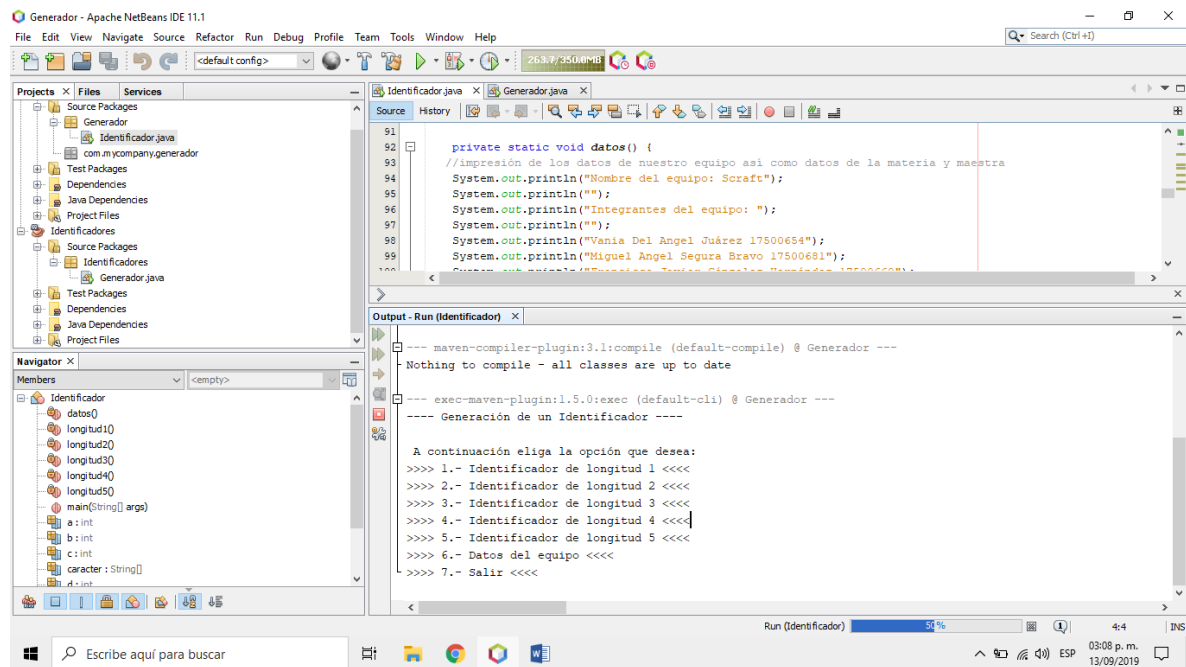 Generador - Apache NetBeans IDE 11.1
File Edit View Navigate Source Refactor Run Debug Profile Team Tools Window Help
Search (Ctrl+I)
<default config>
263.7/350.0MB
Projects Files Services
Source Packages
Generador
Identificador.java
com.mycompany.generador
Test Packages
Dependencies
Java Dependencies
Project Files
Identificadores
Source Packages
Identificadores
Generador.java
Test Packages
Dependencies
Java Dependencies
Project Files
Navigator
Members
<empty>
Identificador
datos()
longitud1()
longitud2()
longitud3()
longitud4()
longitud5()
main(String[] args)
a : int
b : int
c : int
caracter : String[]
d : int
Identificador.java Generador.java
Source History
91
92 private static void datos() {
93 //impresión de los datos de nuestro equipo así como datos de la materia y maestra
94 System.out.println("Nombre del equipo: Scraft");
95 System.out.println("");
96 System.out.println("Integrantes del equipo: ");
97 System.out.println("");
98 System.out.println("Vania Del Angel Juárez 17500654");
99 System.out.println("Miguel Angel Segura Bravo 17500681");
Output - Run (Identificador)
--- maven-compiler-plugin:3.1:compile (default-compile) @ Generador ---
Nothing to compile - all classes are up to date
--- exec-maven-plugin:1.5.0:exec (default-cli) @ Generador ---
---- Generación de un Identificador ----
A continuación eliga la opción que desea:
>>>> 1.- Identificador de longitud 1 <<<<
>>>> 2.- Identificador de longitud 2 <<<<
>>>> 3.- Identificador de longitud 3 <<<<
>>>> 4.- Identificador de longitud 4 <<<<
>>>> 5.- Identificador de longitud 5 <<<<
>>>> 6.- Datos del equipo <<<<
>>>> 7.- Salir <<<<
Run (Identificador) 50% 1 4:4 INS
Escribe aquí para buscar
ESP
03:08 p. m.
13/09/2019